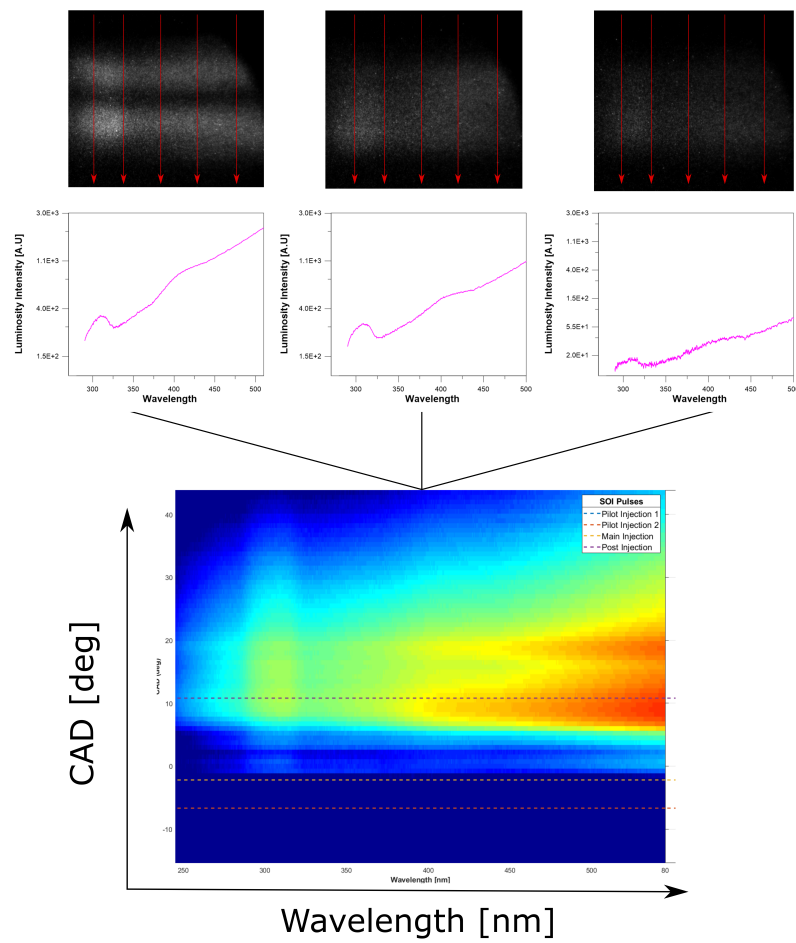 3.0E+3
1.1E+3
4.0E+2
1.5E+2
Luminosity Intensity [A.U]
300 350 400 450 500
Wavelength
3.0E+3
1.1E+3
4.0E+2
1.5E+2
Luminosity Intensity [A.U]
300 350 400 450 500
Wavelength
3.0E+3
1.1E+3
4.0E+2
1.5E+2
5.5E+1
2.0E+1
Luminosity Intensity [A.U]
300 350 400 450 500
Wavelength
SOI Pulses
Pilot Injection 1
Pilot Injection 2
Main Injection
Post Injection
40
30
20
10
0
-10
CAD [deg]
250 300 350 400 450 500 80
Wavelength [nm]
Wavelength [nm]